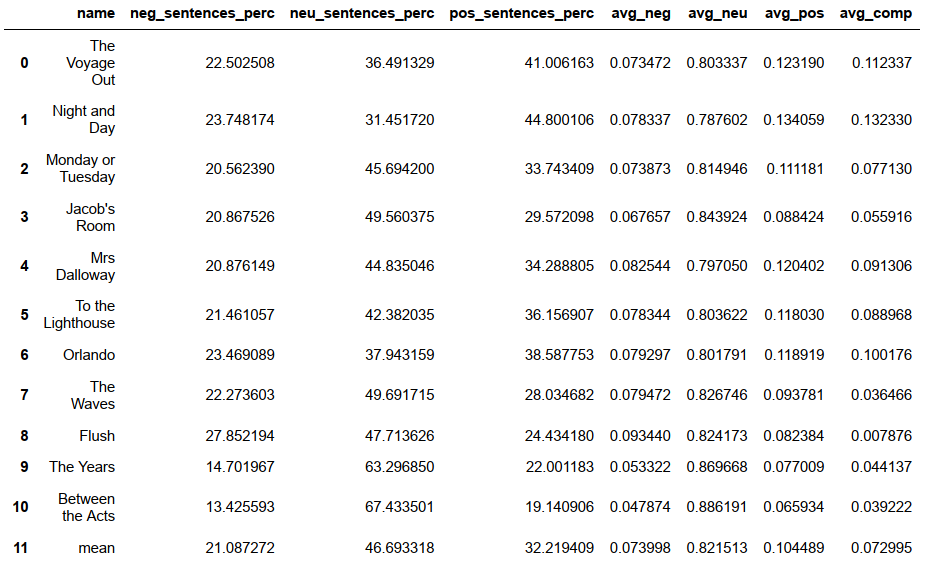 name neg_sentences_perc neu_sentences_perc pos_sentences_perc avg_neg avg_neu avg_pos avg_comp
0 The Voyage Out 22.502508 36.491329 41.006163 0.073472 0.803337 0.123190 0.112337
1 Night and Day 23.748174 31.451720 44.800106 0.078337 0.787602 0.134059 0.132330
2 Monday or Tuesday 20.562390 45.694200 33.743409 0.073873 0.814946 0.111181 0.077130
3 Jacob's Room 20.867526 49.560375 29.572098 0.067657 0.843924 0.088424 0.055916
4 Mrs Dalloway 20.876149 44.835046 34.288805 0.082544 0.797050 0.120402 0.091306
5 To the Lighthouse 21.461057 42.382035 36.156907 0.078344 0.803622 0.118030 0.088968
6 Orlando 23.469089 37.943159 38.587753 0.079297 0.801791 0.118919 0.100176
7 The Waves 22.273603 49.691715 28.034682 0.079472 0.826746 0.093781 0.036466
8 Flush 27.852194 47.713626 24.434180 0.093440 0.824173 0.082384 0.007876
9 The Years 14.701967 63.296850 22.001183 0.053322 0.869668 0.077009 0.044137
10 Between the Acts 13.425593 67.433501 19.140906 0.047874 0.886191 0.065934 0.039222
11 mean 21.087272 46.693318 32.219409 0.073998 0.821513 0.104489 0.072995